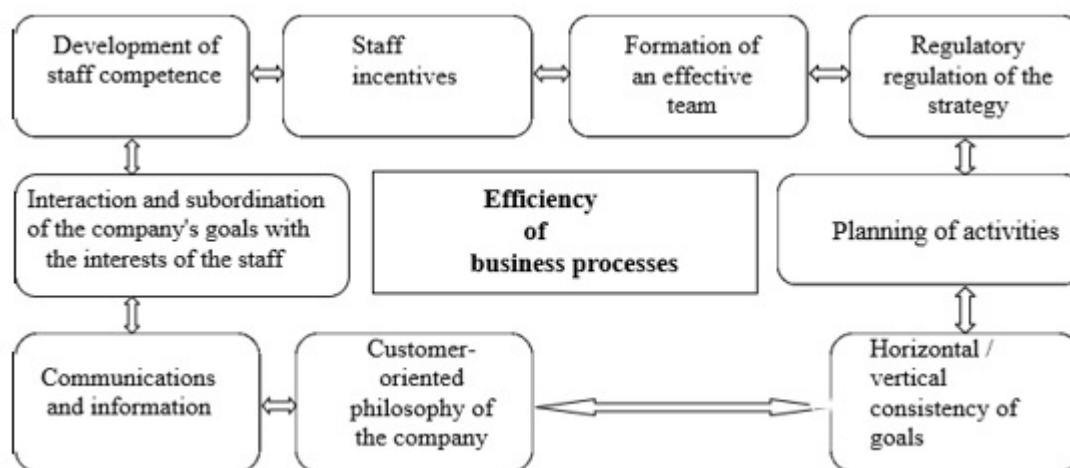 Development of
staff competence
Staff
incentives
Formation of
an effective
team
Regulatory
regulation of the
strategy
Interaction and subordination
of the company's goals with
the interests of the staff
Efficiency
of
business processes
Planning of activities
Communications
and information
Customer-
oriented
philosophy of
the company
Horizontal /
vertical
consistency of
goals